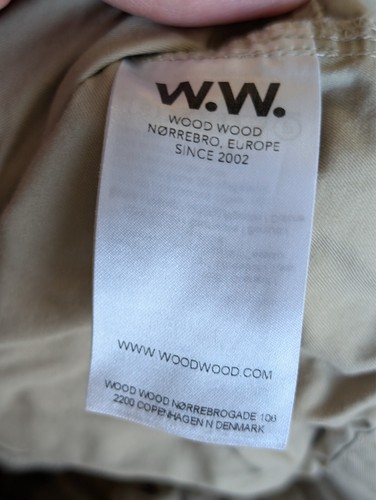 W.W.
WOOD WOOD
NØRREBRO, EUROPE
SINCE 2002
WWW.WOODWOOD.COM
WOOD WOOD NØRREBROGADE 106
2200 COPENHAGEN N DENMARK